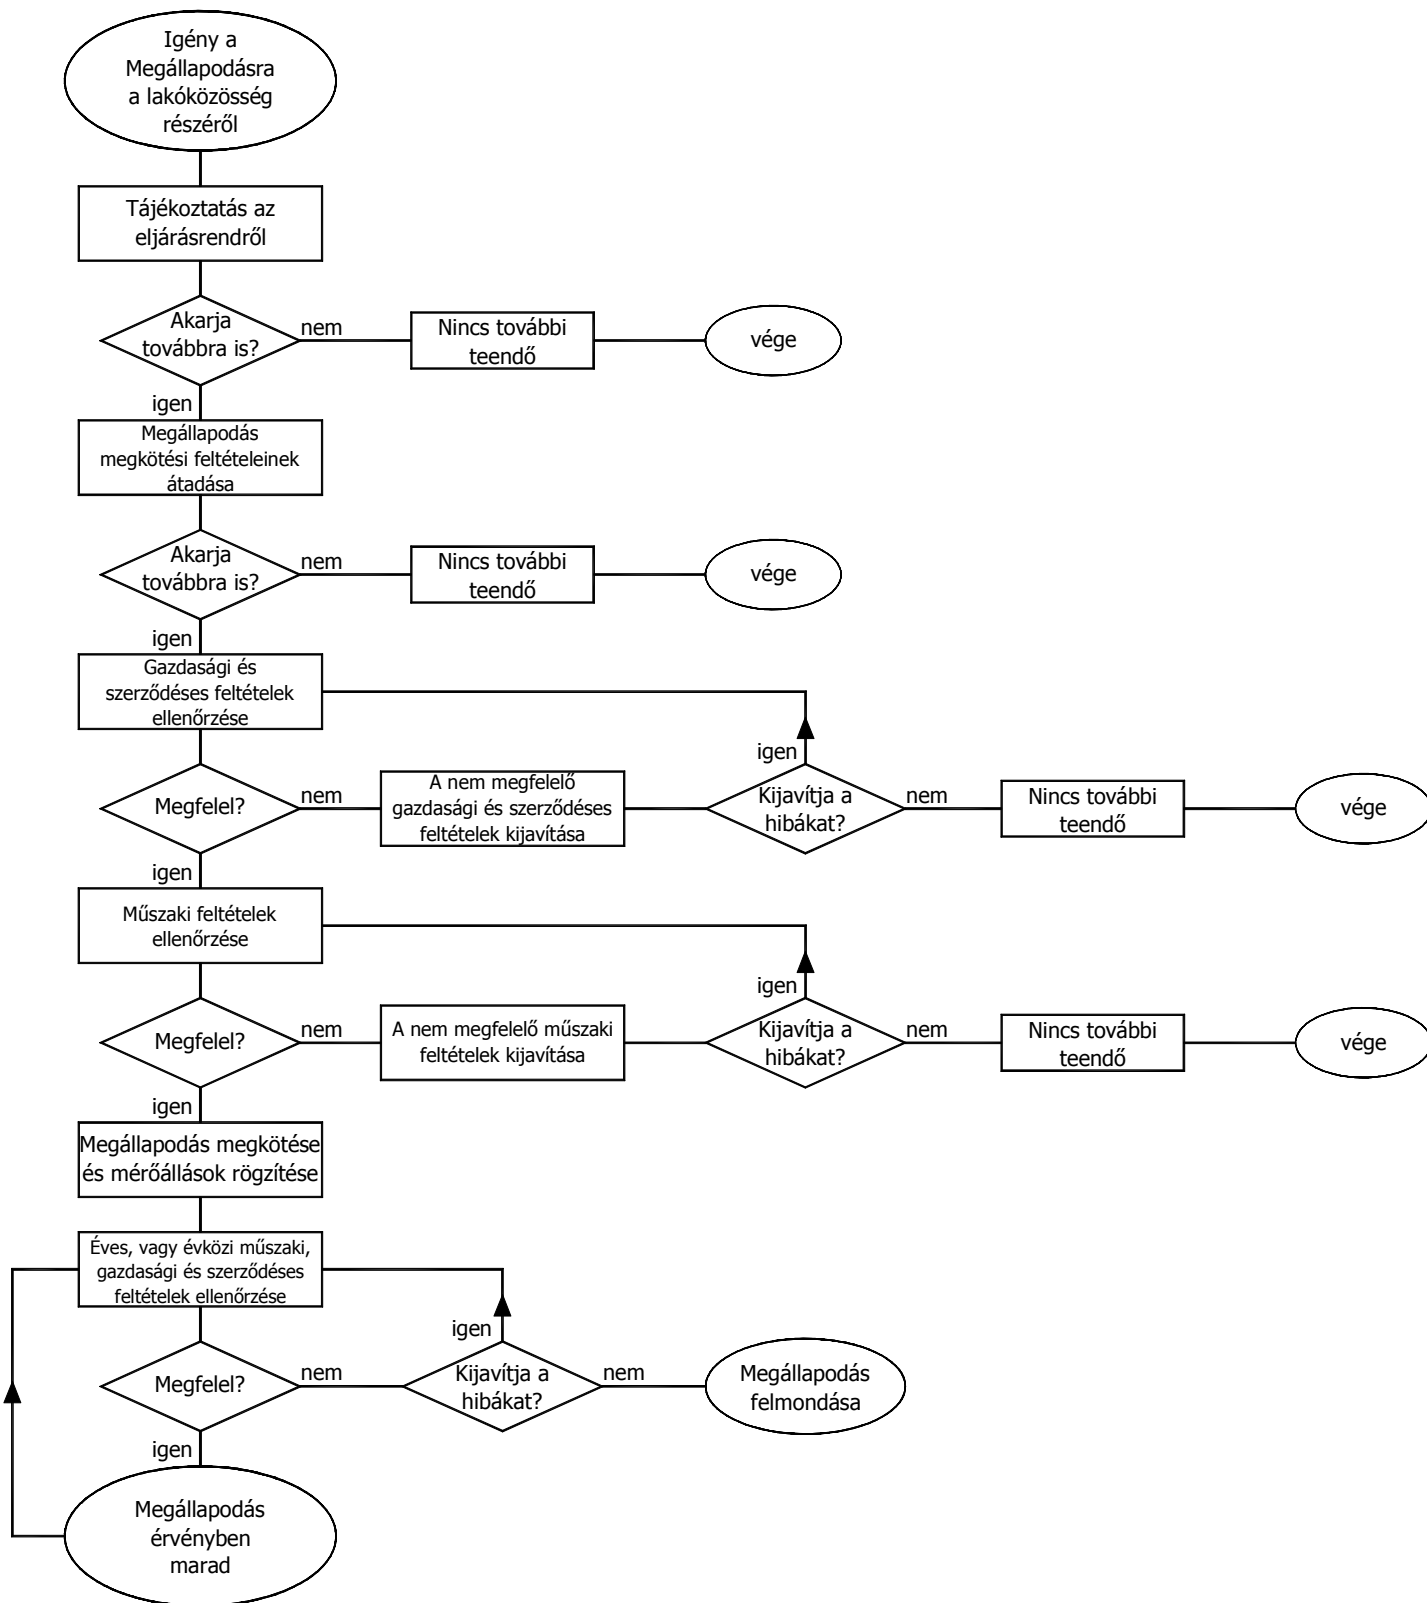 Igény a
Megállapodásra
a lakóközösség
részéről
Tájékoztatás az
eljárásrendről
Akarja
továbbra is?
nem
Nincs további
teendő
vége
igen
Megállapodás
megkötési feltételeinek
átadása
Akarja
továbbra is?
nem
Nincs további
teendő
vége
igen
Gazdasági és
szerződéses feltételek
ellenőrzése
igen
Megfelel?
nem
A nem megfelelő
gazdasági és szerződéses
feltételek kijavítása
Kijavítja a
hibákat?
nem
Nincs további
teendő
vége
igen
Műszaki feltételek
ellenőrzése
igen
Megfelel?
nem
A nem megfelelő műszaki
feltételek kijavítása
Kijavítja a
hibákat?
nem
Nincs további
teendő
vége
igen
Megállapodás megkötése
és mérőállások rögzítése
Éves, vagy évközi műszaki,
gazdasági és szerződéses
feltételek ellenőrzése
igen
Megfelel?
nem
Kijavítja a
hibákat?
nem
Megállapodás
felmondása
igen
Megállapodás
érvényben
marad